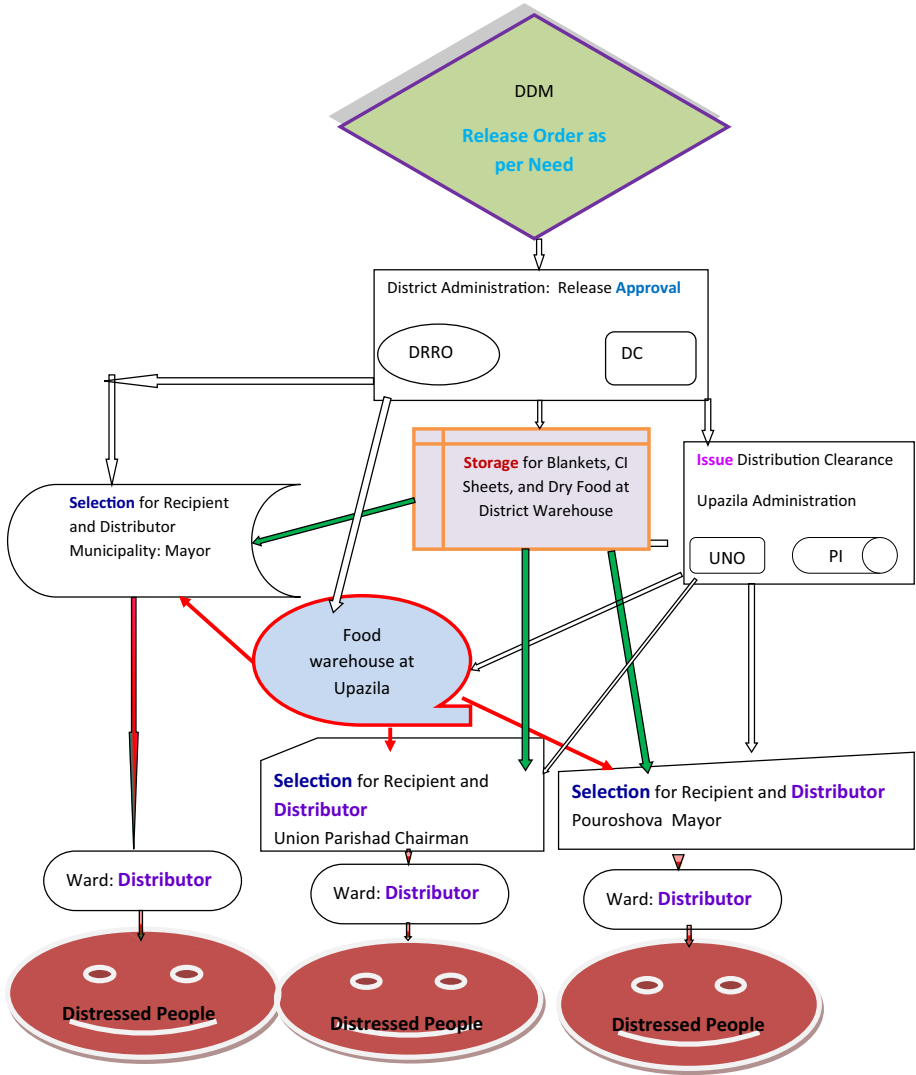 DDM
Release Order as
per Need
District Administration: Release Approval
DRRO
DC
Storage for Blankets, CI
Sheets, and Dry Food at
District Warehouse
Issue Distribution Clearance
Upazila Administration
UNO
PI
Selection for Recipient
and Distributor
Municipality: Mayor
Food
warehouse at
Upazila
Selection for Recipient and
Distributor
Union Parishad Chairman
Selection for Recipient and Distributor
Pouroshova Mayor
Ward: Distributor
Ward: Distributor
Ward: Distributor
Distressed People
Distressed People
Distressed People